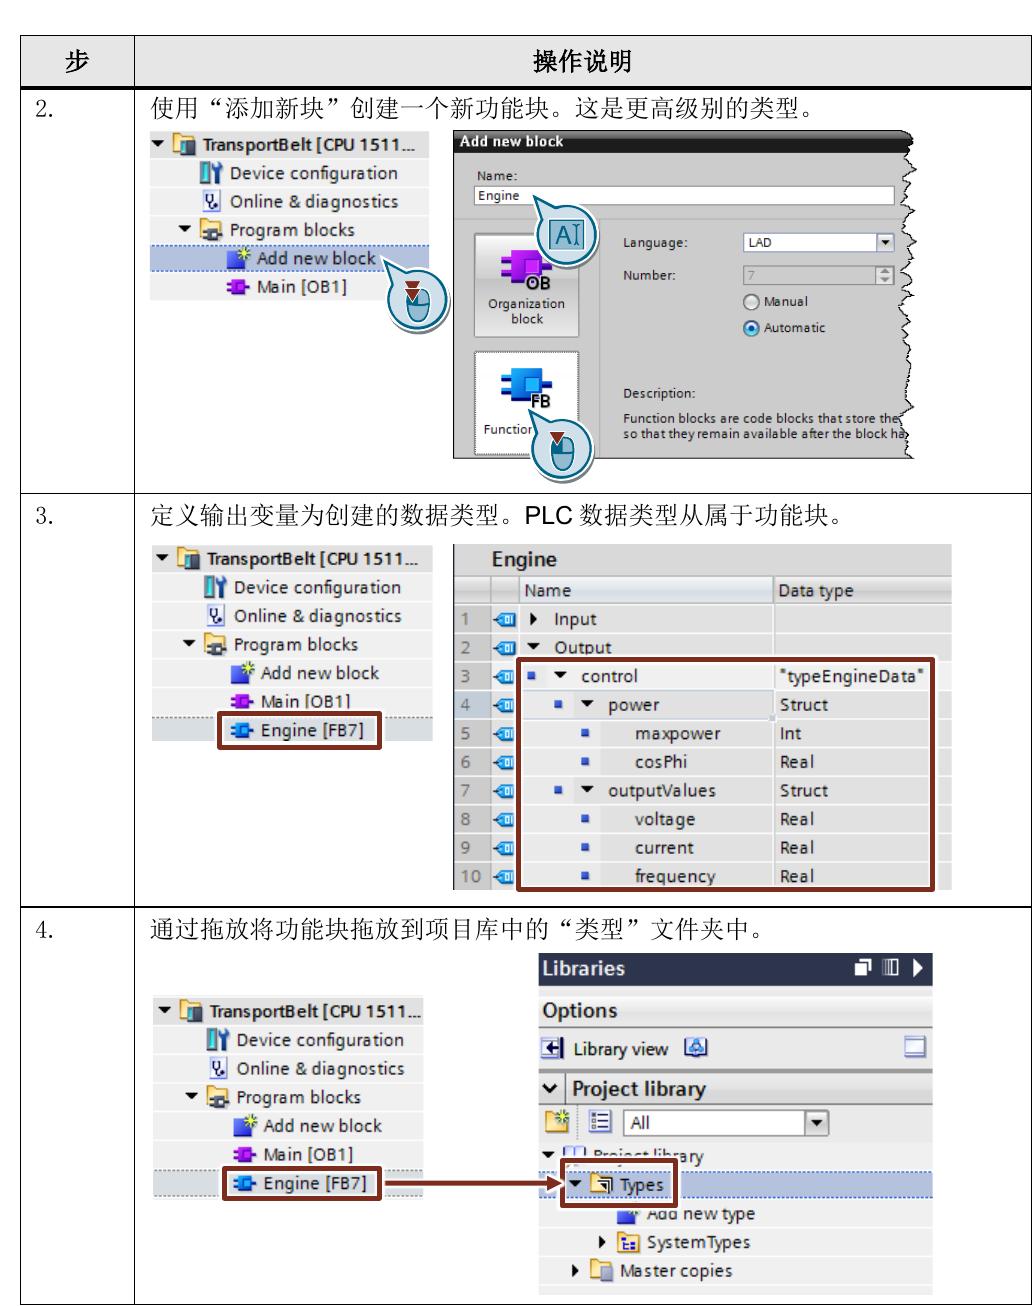 步 操作说明
2. 使用“添加新块”创建一个新功能块。这是更高级别的类型。
TransportBelt [CPU 1511...
Device configuration
Online & diagnostics
Program blocks
Add new block
Main [OB1]
Add new block
Name:
Engine
OB
Organization
block
FB
Language: LAD
Number: 7
Manual
Automatic
Description:
Function blocks are code blocks that store the
so that they remain available after the block ha
3. 定义输出变量为创建的数据类型。PLC 数据类型从属于功能块。
TransportBelt [CPU 1511...
Device configuration
Online & diagnostics
Program blocks
Add new block
Main [OB1]
Engine [FB7]
Engine
Name Data type
1 Input
2 Output
3 control "typeEngineData"
4 power Struct
5 maxpower Int
6 cosPhi Real
7 outputValues Struct
8 voltage Real
9 current Real
10 frequency Real
4. 通过拖放将功能块拖放到项目库中的“类型”文件夹中。
TransportBelt [CPU 1511...
Device configuration
Online & diagnostics
Program blocks
Add new block
Main [OB1]
Engine [FB7]
Libraries
Options
Library view
Project library
All
Project library
Types
Add new type
SystemTypes
Master copies